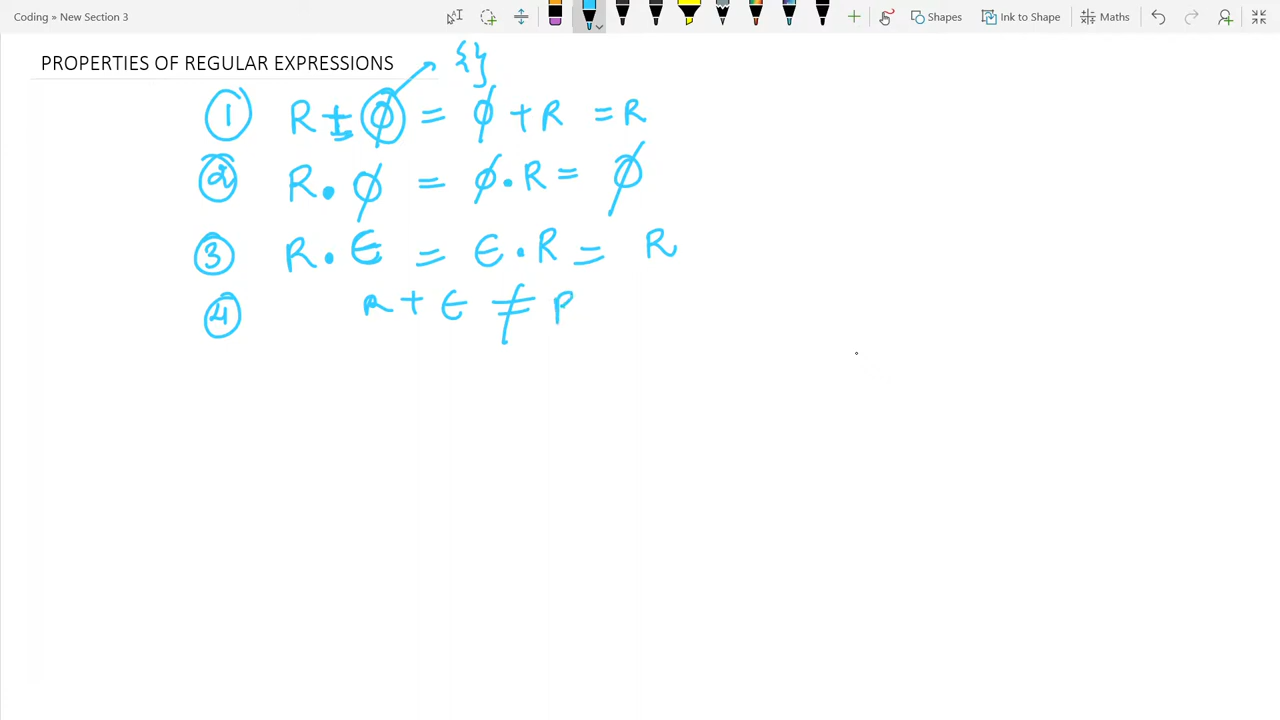 Coding » New Section 3
Shapes Ink to Shape Maths
PROPERTIES OF REGULAR EXPRESSIONS
{}
① R + ϕ = ϕ + R = R
② R . ϕ = ϕ . R = ϕ
③ R . ϵ = ϵ . R = R
④ R + ϵ ≠ P